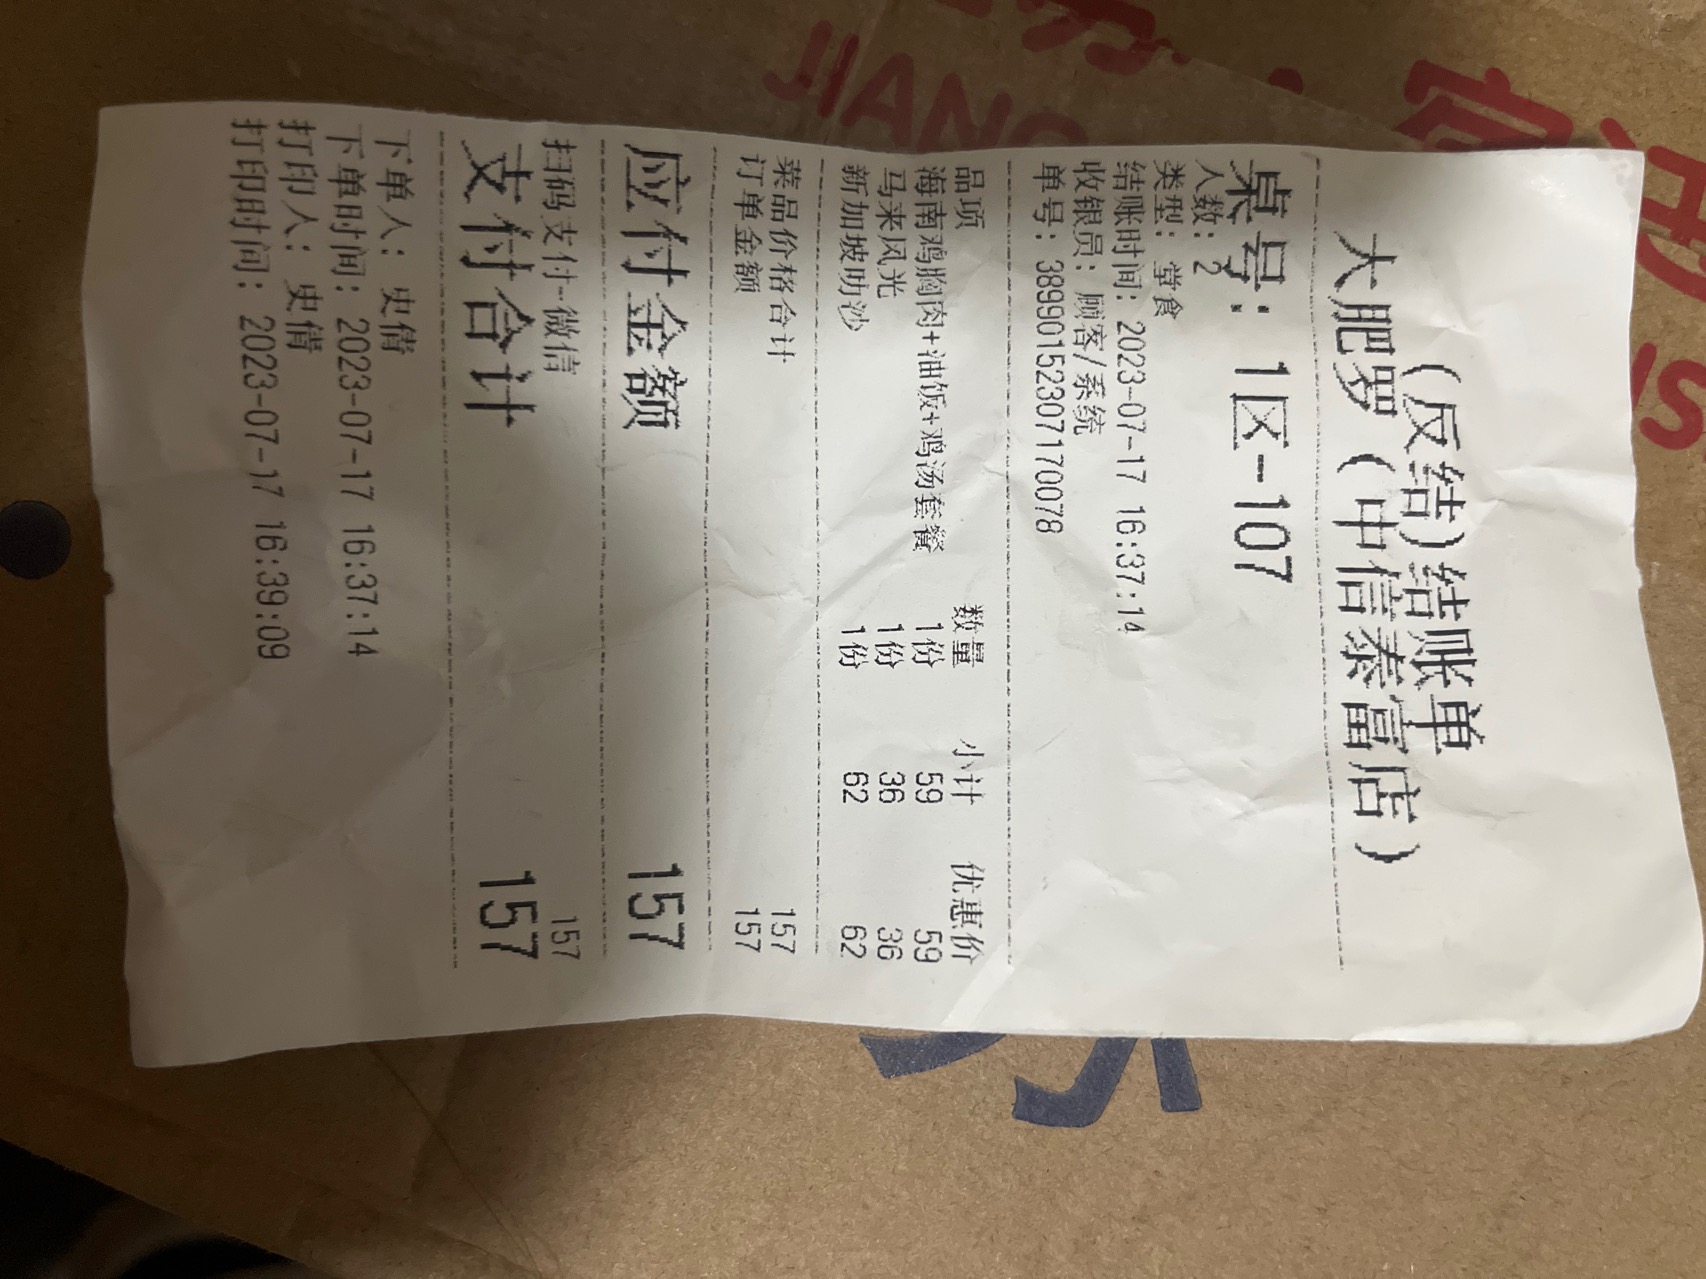 (反结)结账单
大肥罗(中信泰富店)
桌号: 1区-107
人数: 2
类型: 堂食
结账时间: 2023-07-17 16:37:14
收银员: 顾客/系统
单号: 389901523071700​78
品项 数量 小计 优惠价
海南鸡胸肉+油饭+鸡汤套餐 1份 59 59
马来风光 1份 36 36
新加坡叻沙 1份 62 62
菜品价格合计 157
订单金额 157
应付金额 157
扫码支付-微信 157
支付合计 157
下单人: 史倩
下单时间: 2023-07-17 16:37:14
打印人: 史倩
打印时间: 2023-07-17 16:39:09
JIANG